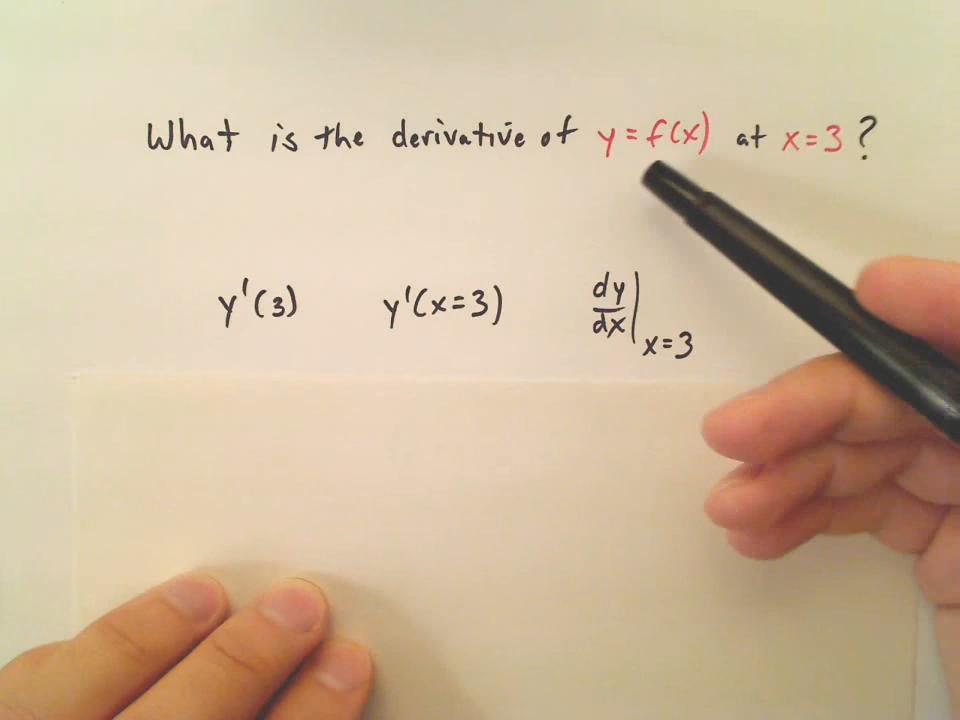 What is the derivative of y=f(x) at x=3?
y'(3) y'(x=3) dy/dx|x=3